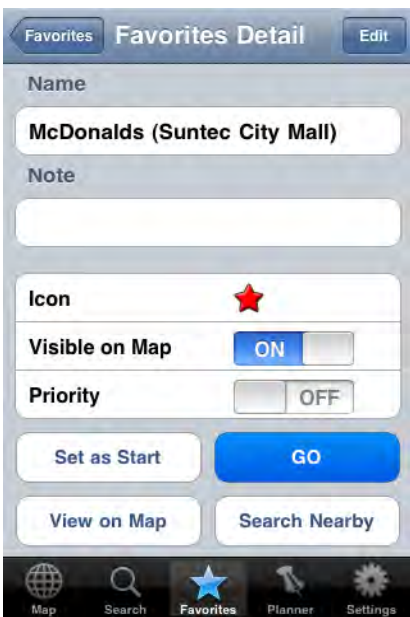 Favorites Favorites Detail Edit
Name
McDonalds (Suntec City Mall)
Note
Icon
Visible on Map ON
Priority OFF
Set as Start GO
View on Map Search Nearby
Map Search Favorites Planner Settings